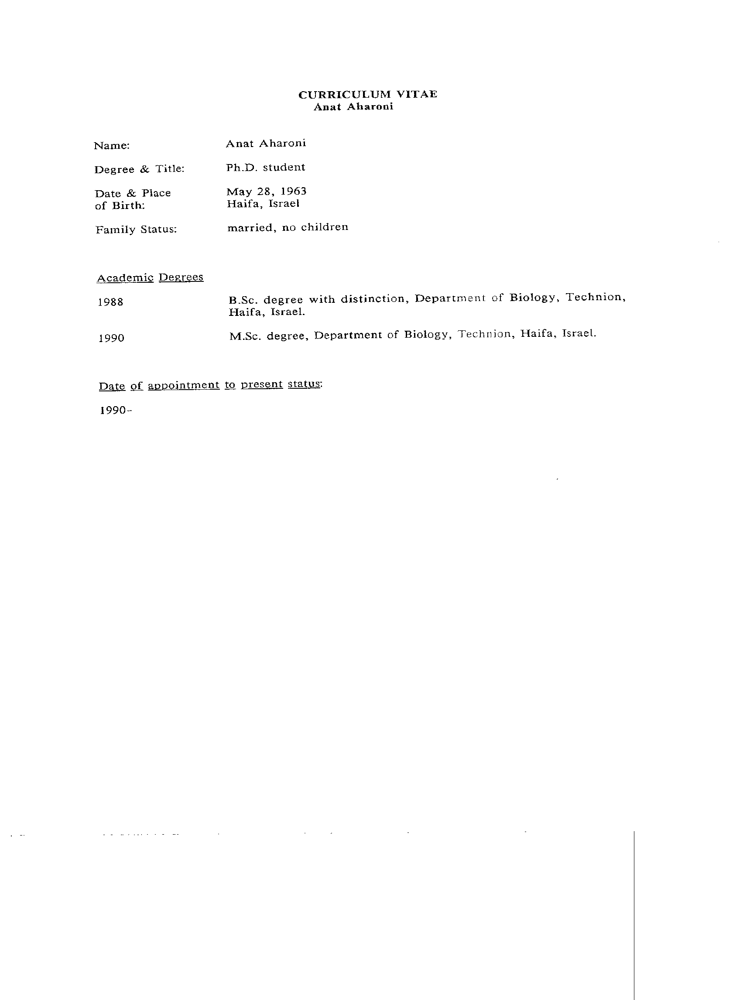 CURRICULUM VITAE
Anat Aharoni
Name: Anat Aharoni
Degree & Title: Ph.D. student
Date & Place May 28, 1963
of Birth: Haifa, Israel
Family Status: married, no children
Academic Degrees
1988 B.Sc. degree with distinction, Department of Biology, Technion,
Haifa, Israel.
1990 M.Sc. degree, Department of Biology, Technion, Haifa, Israel.
Date of appointment to present status:
1990-